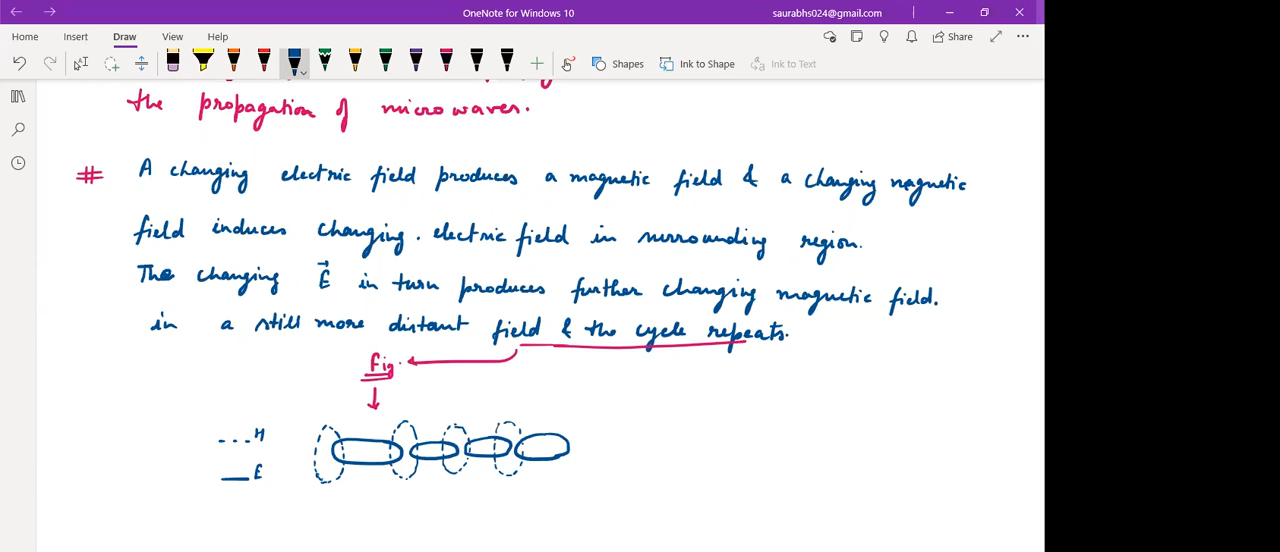 OneNote for Windows 10
saurabhs024@gmail.com
Home Insert Draw View Help
Share
Shapes
Ink to Shape
Ink to Text
the propagation of microwaves.
# A changing electric field produces a magnetic field & a changing magnetic
field induces changing. electric field in surrounding region.
The changing E⃗ in turn produces further changing magnetic field.
in a still more distant field & the cycle repeats.
fig.
--- H
— E